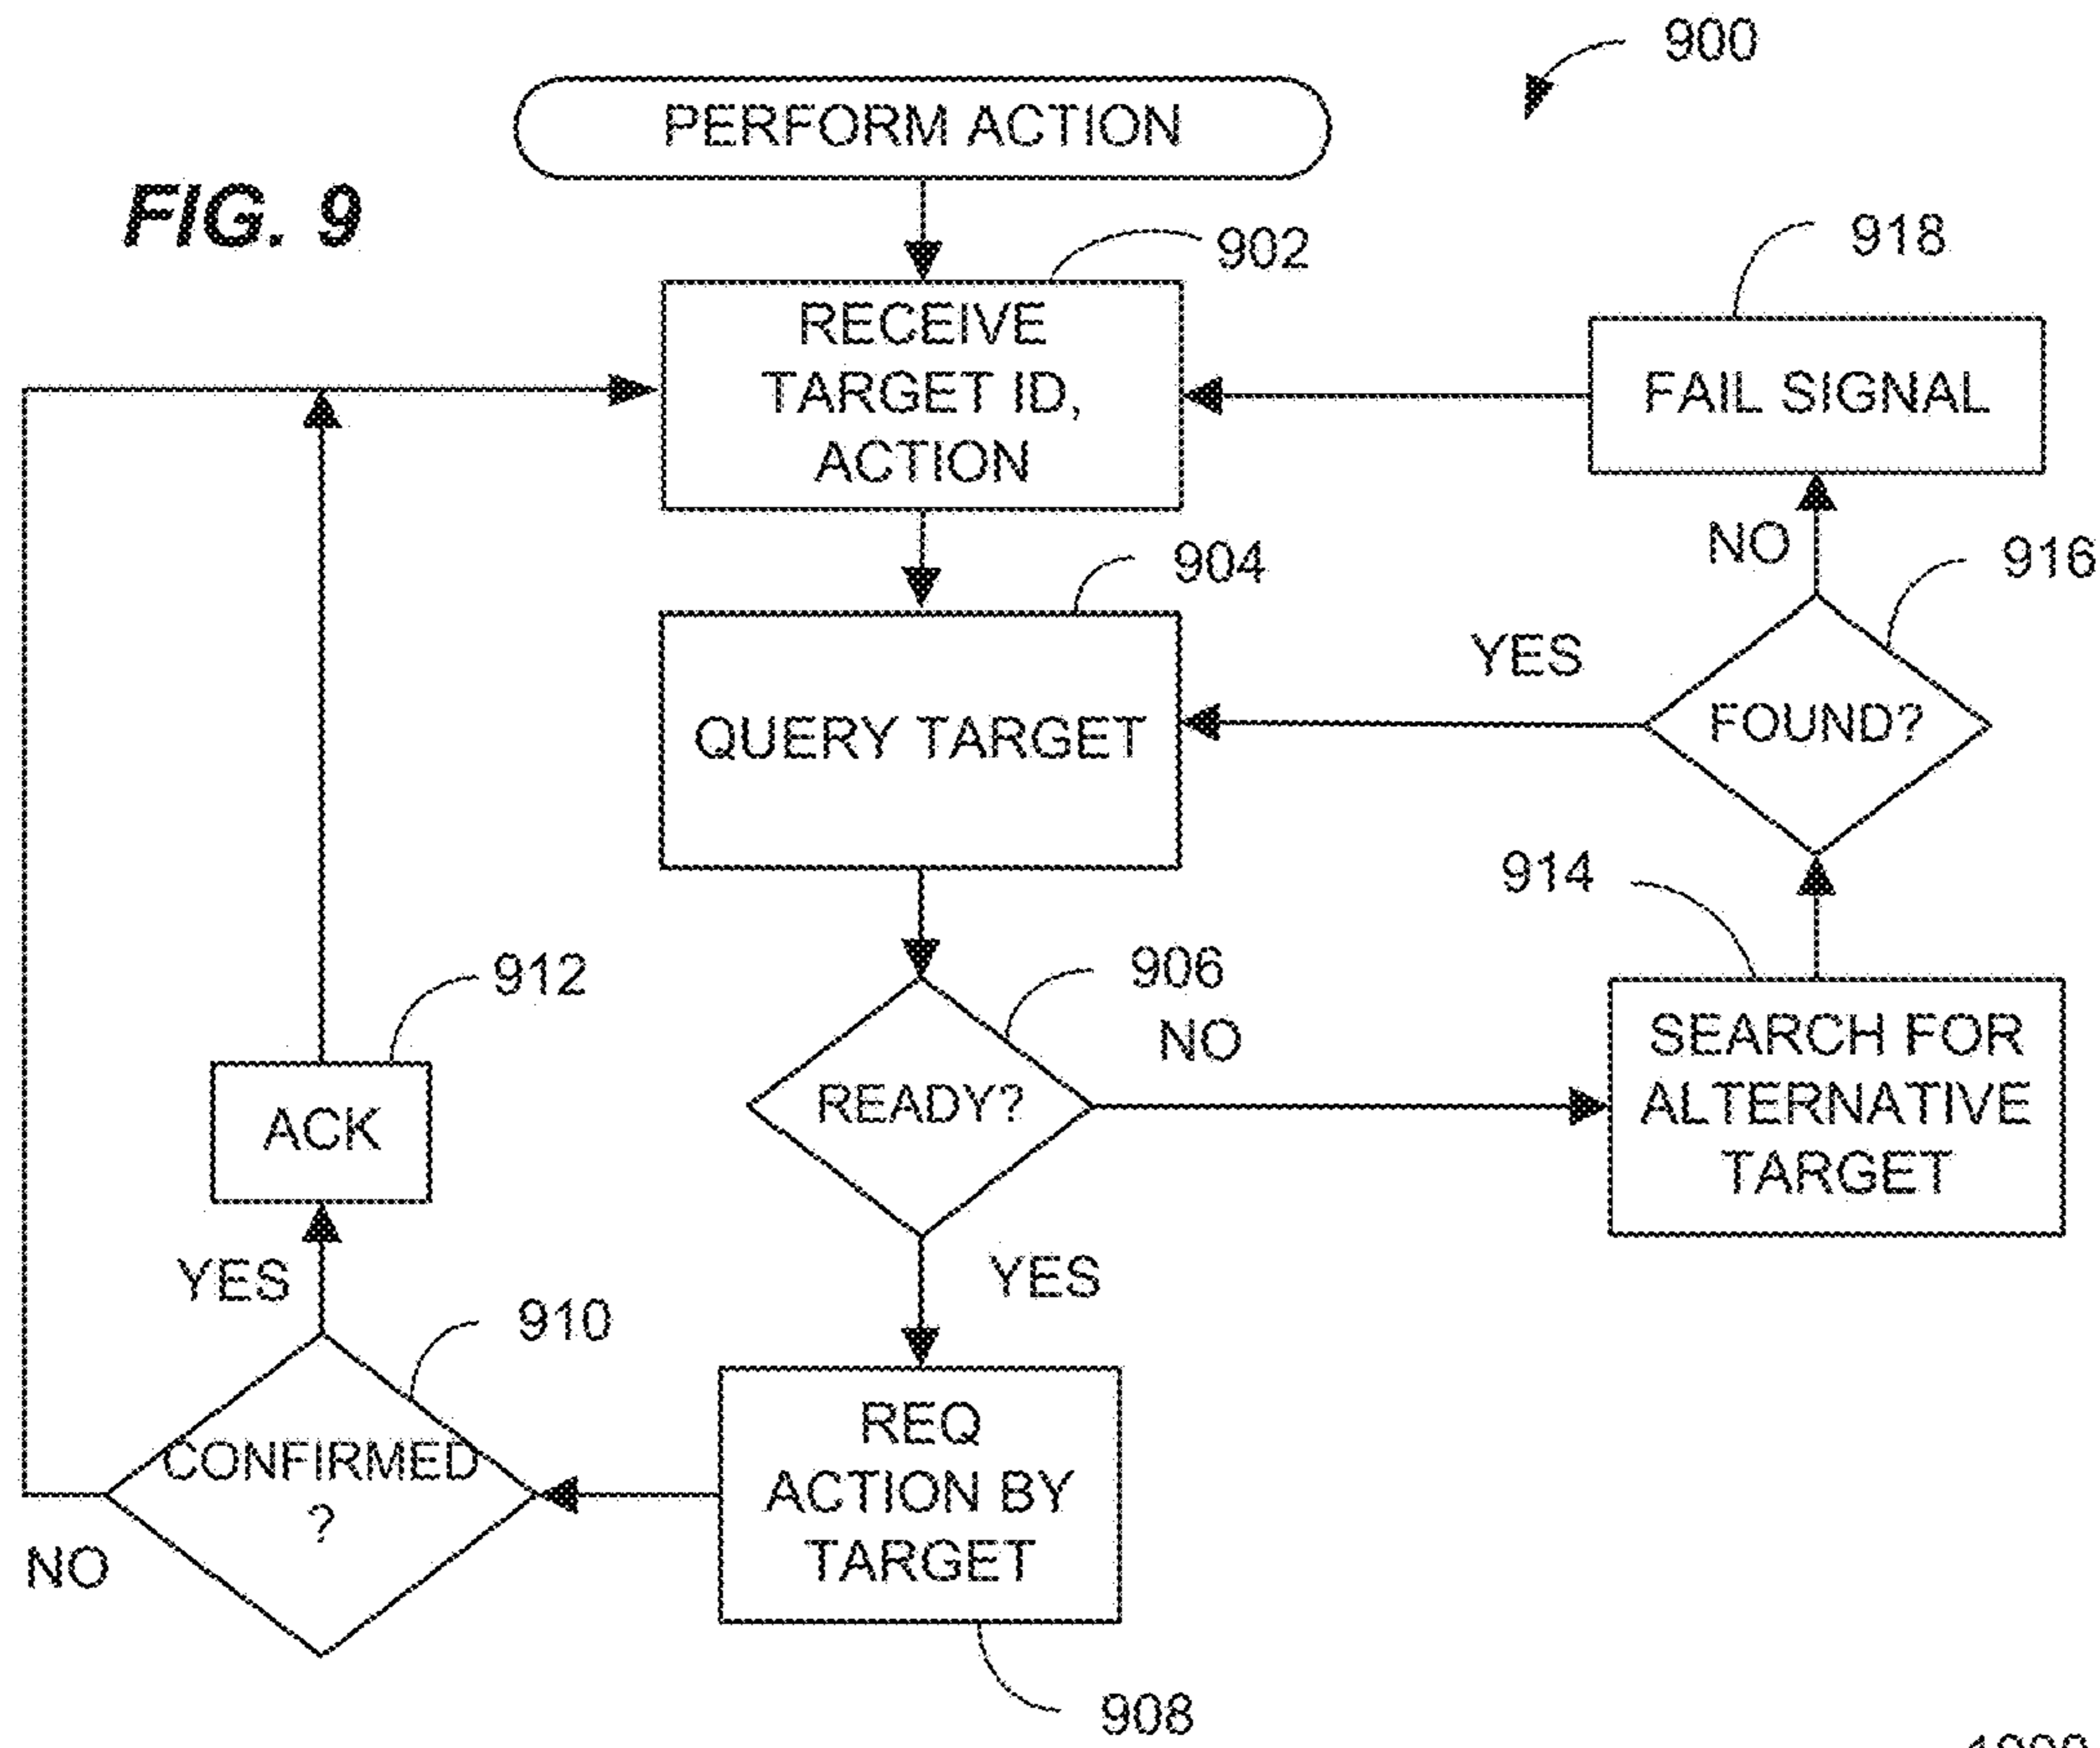 900
PERFORM ACTION
FIG. 9
902
918
RECEIVE
TARGET ID,
ACTION
FAIL SIGNAL
NO
904
916
YES
QUERY TARGET
FOUND?
914
912
906
NO
SEARCH FOR
ALTERNATIVE
TARGET
READY?
ACK
YES
YES
910
REQ
ACTION BY
TARGET
CONFIRMED
?
NO
908